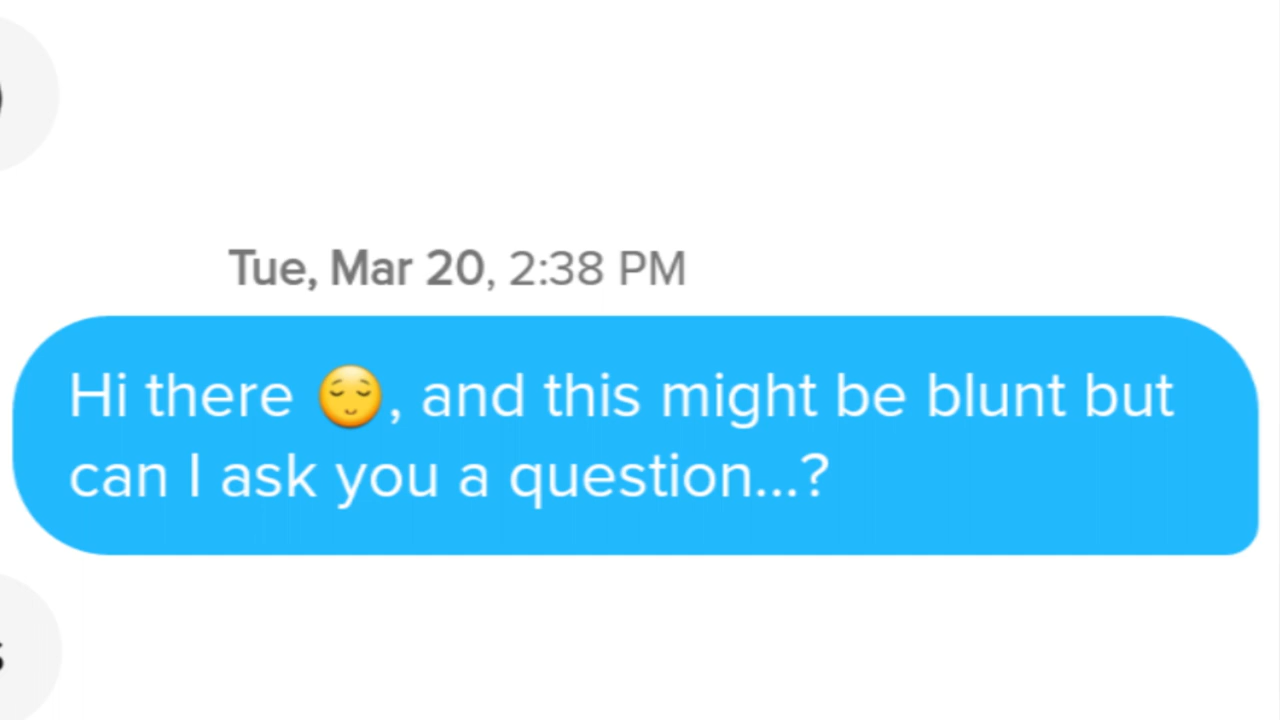 Tue, Mar 20, 2:38 PM
Hi there 😌, and this might be blunt but
can I ask you a question...?
s